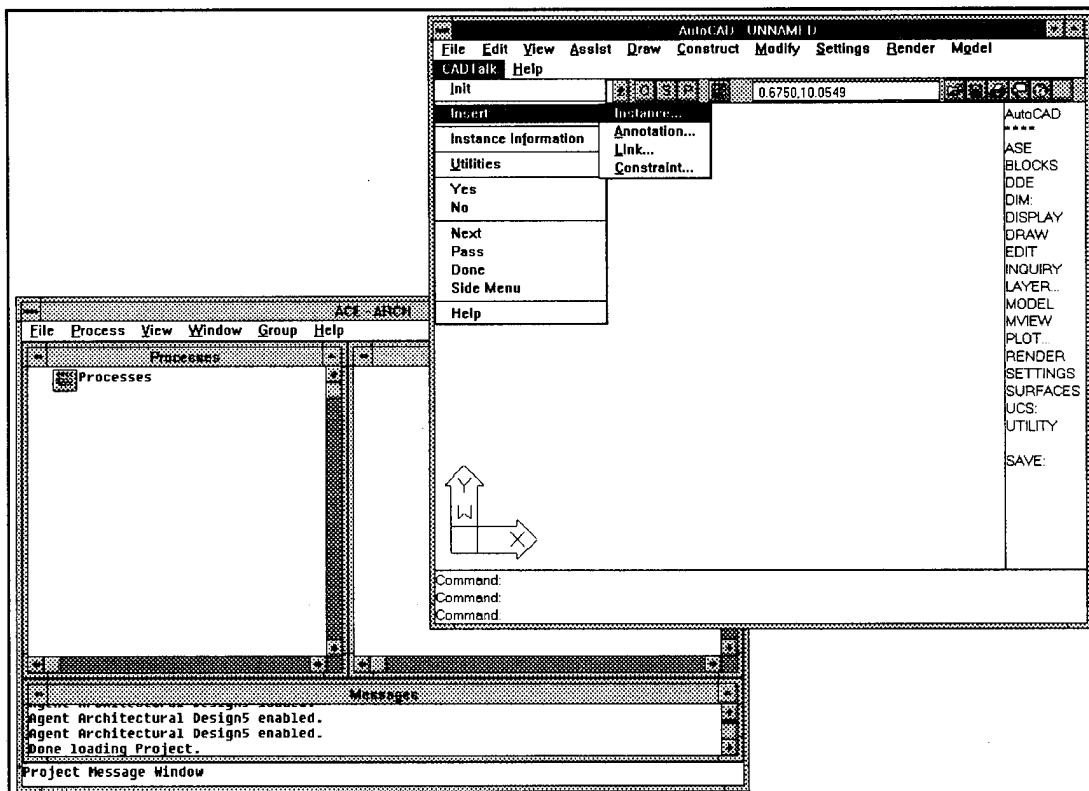 AutoCAD - UNNAMED
File Edit View Assist Draw Construct Modify Settings Render Model
CADTalk Help
Init
Insert
Instance Information
Utilities
Yes
No
Next
Pass
Done
Side Menu
Help
Instance...
Annotation...
Link...
Constraint...
O S P 0.6750,10.0549
AutoCAD
* * * *
ASE
BLOCKS
DDE
DIM:
DISPLAY
DRAW
EDIT
INQUIRY
LAYER...
MODEL
MVIEW
PLOT...
RENDER
SETTINGS
SURFACES
UCS:
UTILITY
SAVE:
Y
W
X
Command:
Command:
Command:
ACE - ARCH
File Process View Window Group Help
Processes
Processes
Messages
Agent Architectural Design5 enabled.
Agent Architectural Design5 enabled.
Done loading Project.
Project Message Window